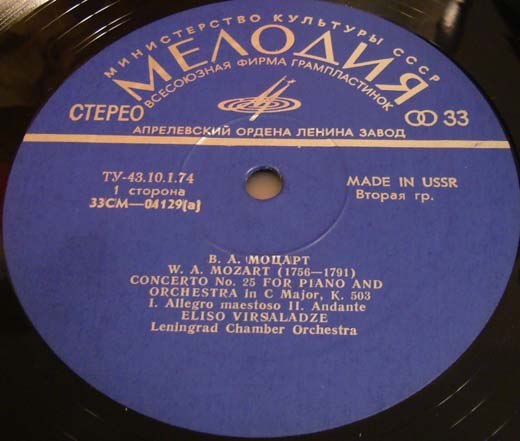 МИНИСТЕРСТВО КУЛЬТУРЫ СССР
МЕЛОДИЯ
ВСЕСОЮЗНАЯ ФИРМА ГРАМПЛАСТИНОК
СТЕРЕО
33
АПРЕЛЕВСКИЙ ОРДЕНА ЛЕНИНА ЗАВОД
ТУ-43.10.1.74
1 сторона
33СМ—04129(а)
MADE IN USSR
Вторая гр.
В. А. МОЦАРТ
W. A. MOZART (1756—1791)
CONCERTO No. 25 FOR PIANO AND
ORCHESTRA in C Major, K. 503
I. Allegro maestoso II. Andante
ELISO VIRSALADZE
Leningrad Chamber Orchestra